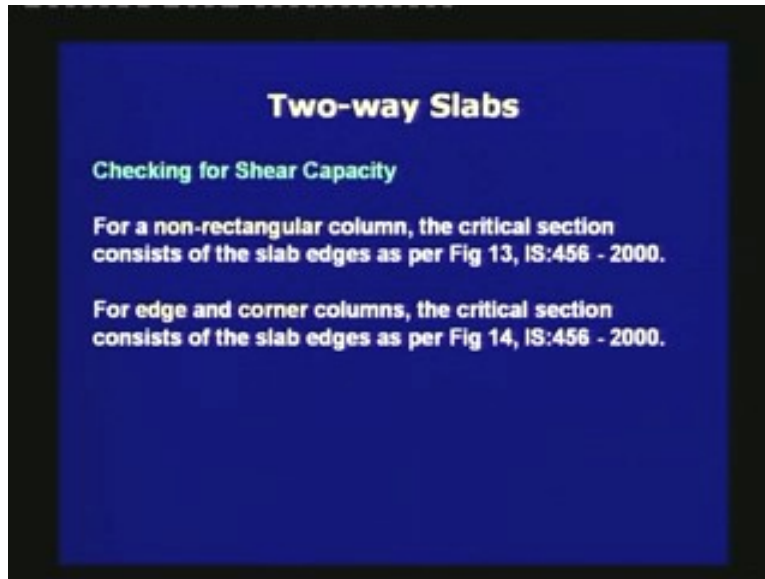 Two-way Slabs
Checking for Shear Capacity
For a non-rectangular column, the critical section
consists of the slab edges as per Fig 13, IS:456 - 2000.
For edge and corner columns, the critical section
consists of the slab edges as per Fig 14, IS:456 - 2000.